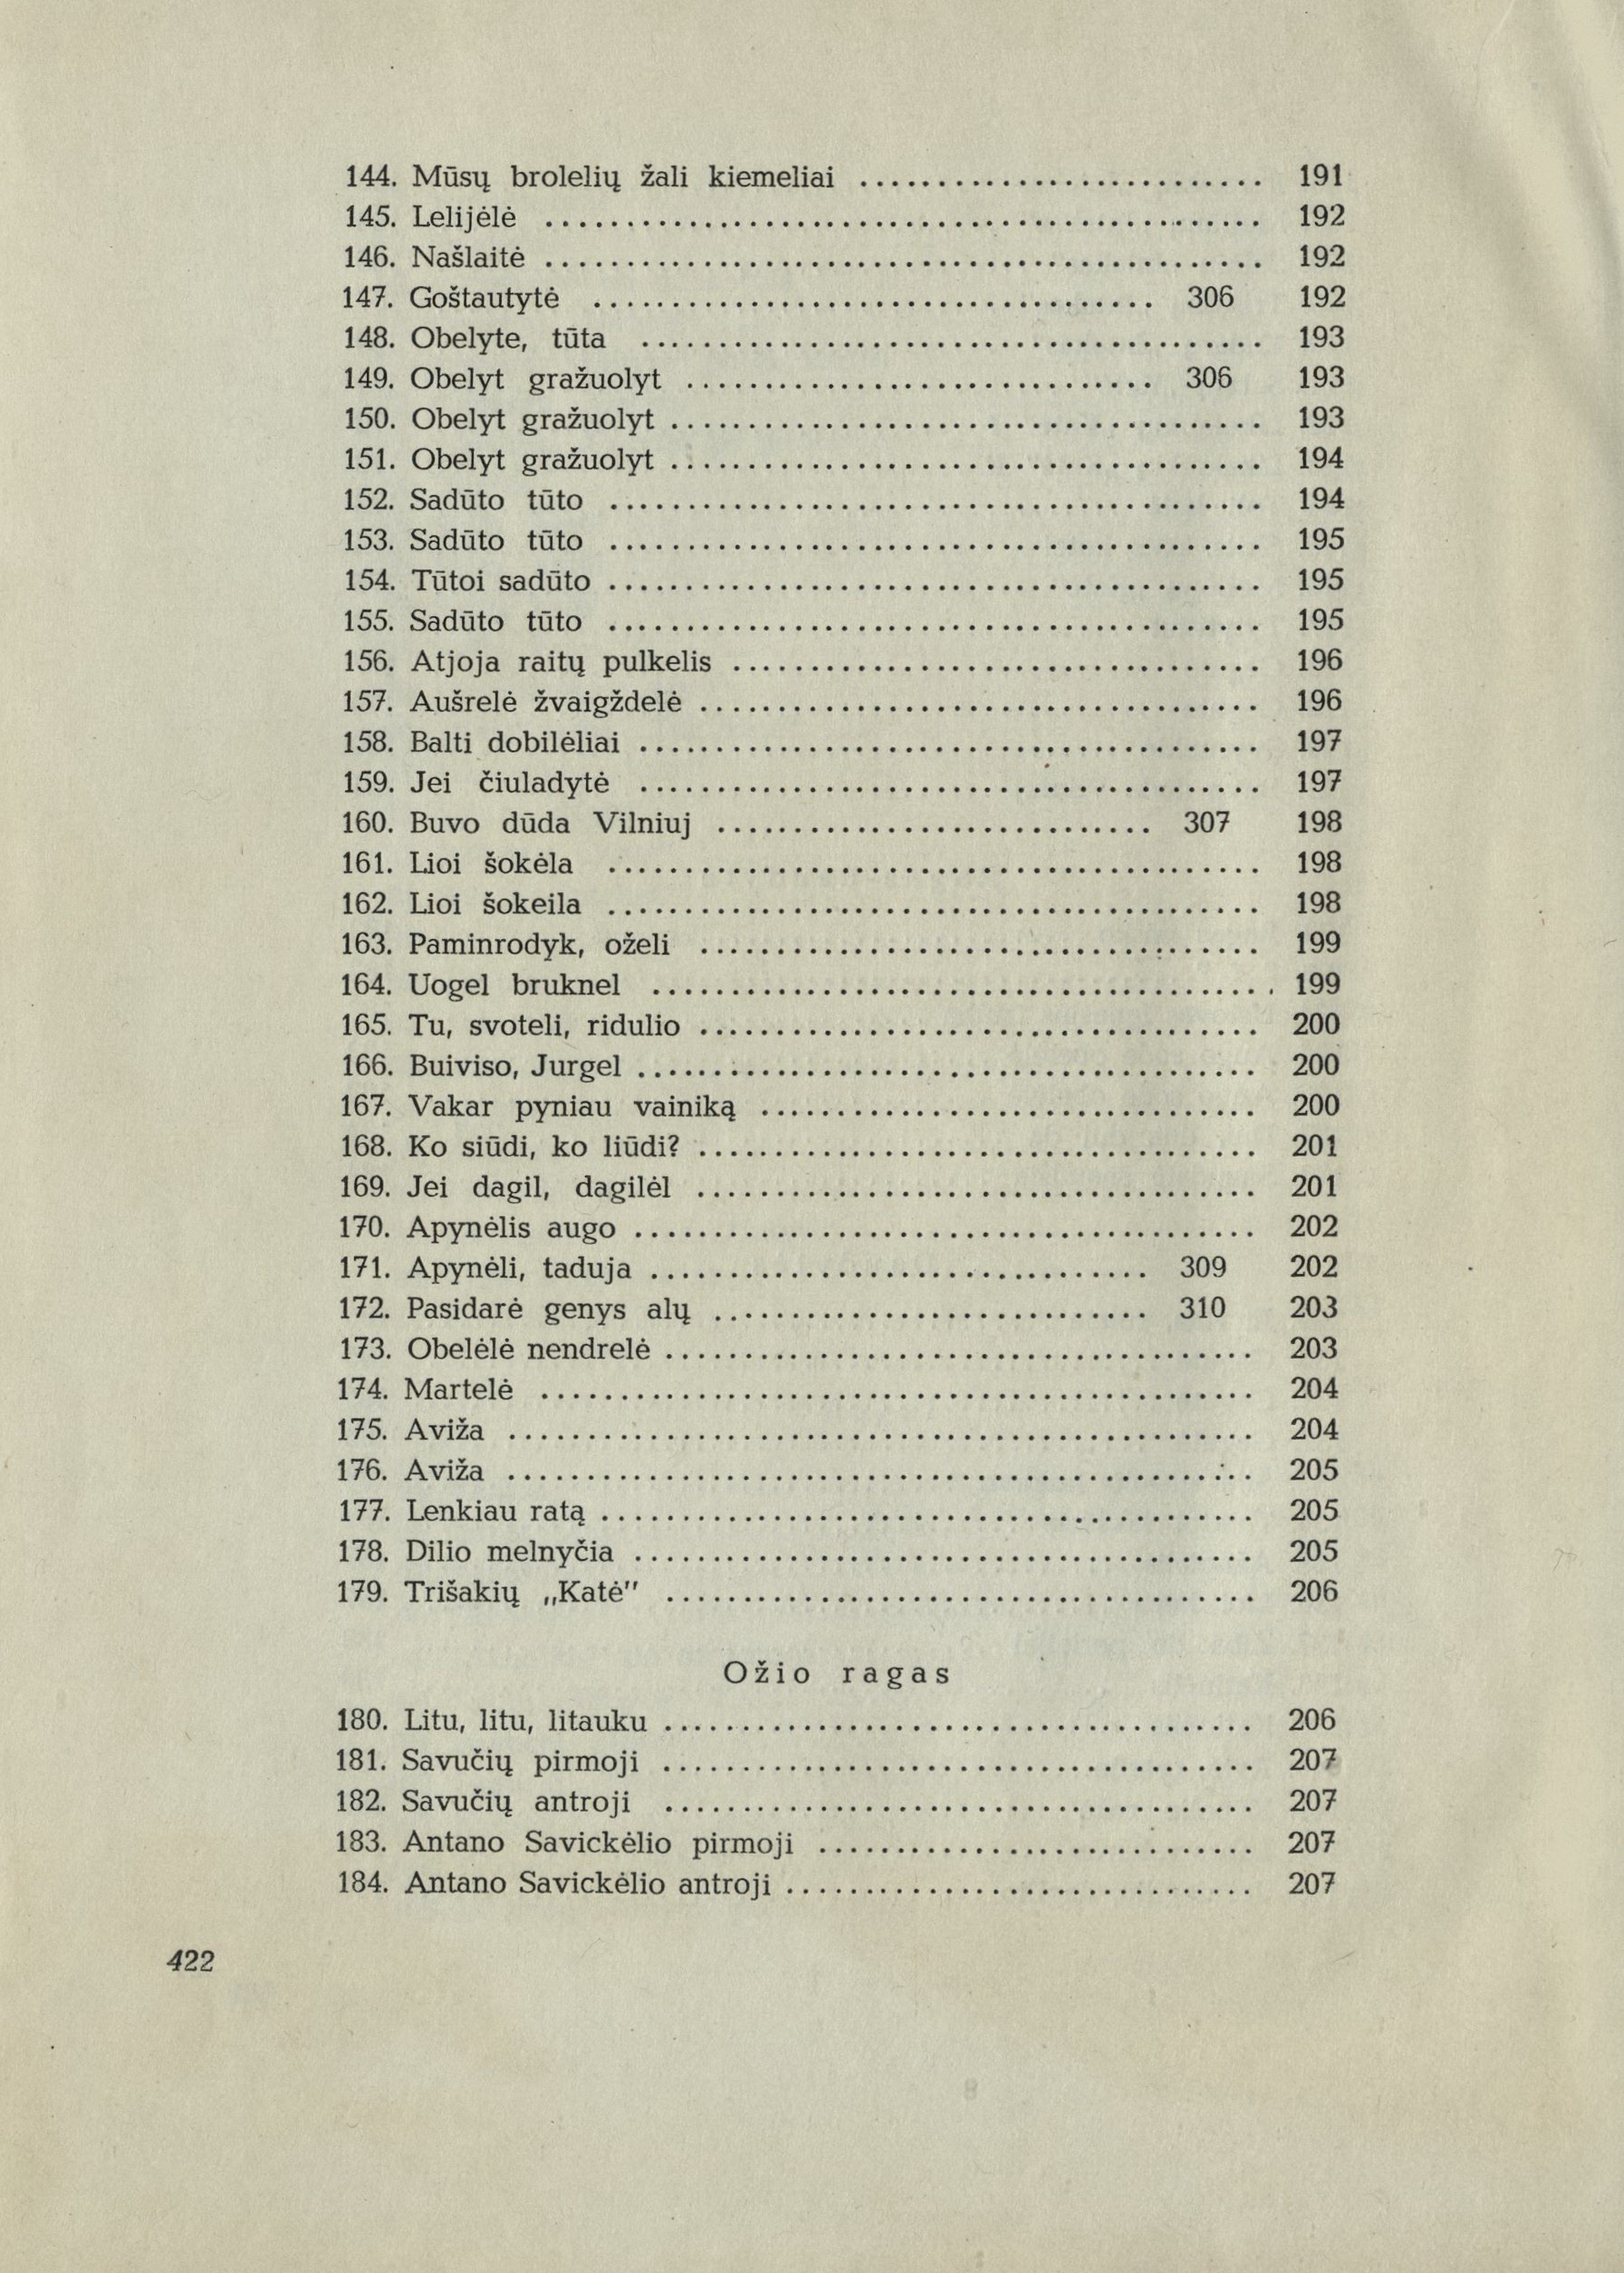 144. Mūsų brolelių žali kiemeliai .......................... 191
145. Lelijėlė .............................................. 192
146. Našlaitė .............................................. 192
147. Goštautytė .................................... 306 192
148. Obelyte, tūta ........................................ 193
149. Obelyt gražuolyt .............................. 306 193
150. Obelyt gražuolyt ...................................... 193
151. Obelyt gražuolyt ...................................... 194
152. Sadūto tūto .......................................... 194
153. Sadūto tūto .......................................... 195
154. Tūtoi sadūto .......................................... 195
155. Sadūto tūto .......................................... 195
156. Atjoja raitų pulkelis .................................. 196
157. Aušrelė žvaigždelė .................................... 196
158. Balti dobilėliai ........................................ 197
159. Jei čiuladytė ........................................ 197
160. Buvo dūda Vilniuj ............................ 307 198
161. Lioi šokėla .......................................... 198
162. Lioi šokeila .......................................... 198
163. Paminrodyk, oželi .................................... 199
164. Uogel bruknel ........................................ 199
165. Tu, svoteli, ridulio .................................... 200
166. Buiviso, Jurgel ........................................ 200
167. Vakar pyniau vainiką ................................ 200
168. Ko siūdi, ko liūdi? .................................... 201
169. Jei dagil, dagilėl .................................... 201
170. Apynėlis augo ........................................ 202
171. Apynėli, taduja ................................ 309 202
172. Pasidarė genys alų ............................ 310 203
173. Obelėlė nendrelė ...................................... 203
174. Martelė .............................................. 204
175. Aviža ................................................ 204
176. Aviža ................................................ 205
177. Lenkiau ratą .......................................... 205
178. Dilio melnyčia ........................................ 205
179. Trišakių „Katė" ...................................... 206
Ožio ragas
180. Litu, litu, litauku ...................................... 206
181. Savučių pirmoji ...................................... 207
182. Savučių antroji ...................................... 207
183. Antano Savickėlio pirmoji ............................ 207
184. Antano Savickėlio antroji .............................. 207
422